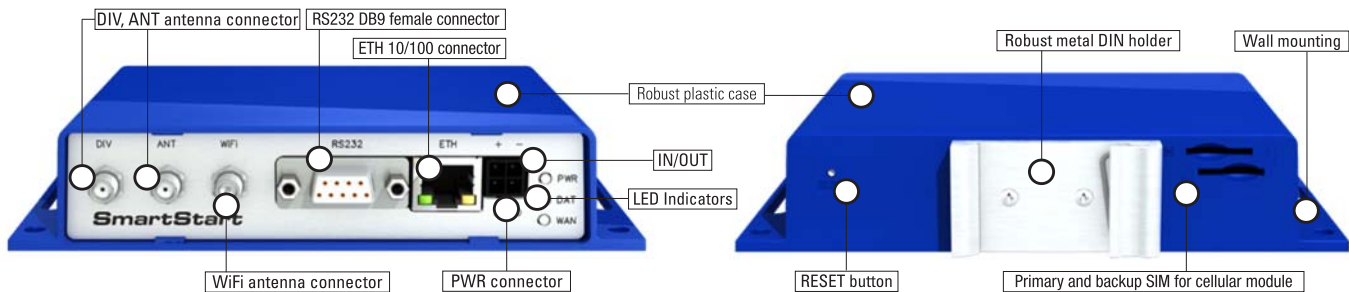 DIV, ANT antenna connector
RS232 DB9 female connector
ETH 10/100 connector
Robust metal DIN holder
Wall mounting
Robust plastic case
DIV
ANT
WiFi
RS232
ETH
+ -
IN/OUT
PWR
DAT
WAN
LED Indicators
SmartStart
WiFi antenna connector
PWR connector
RESET button
Primary and backup SIM for cellular module